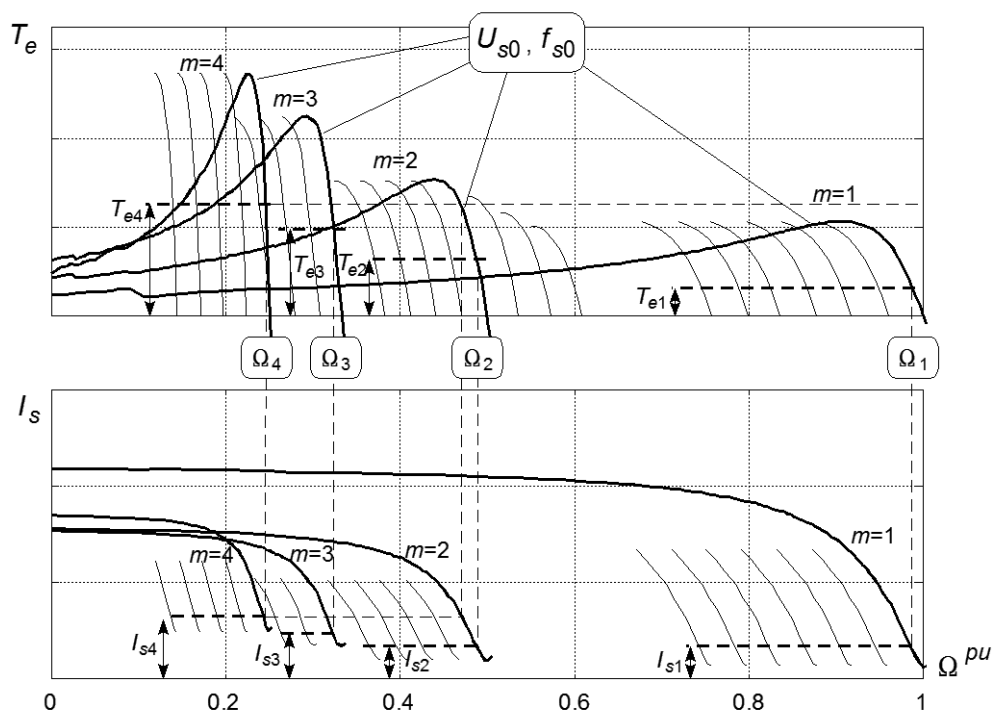 T_e
U_s0 , f_s0
m=4
m=3
m=2
m=1
T_e4
T_e3
T_e2
T_e1
Ω_4
Ω_3
Ω_2
Ω_1
I_s
m=4
m=3
m=2
m=1
I_s4
I_s3
I_s2
I_s1
Ω^pu
0 0.2 0.4 0.6 0.8 1